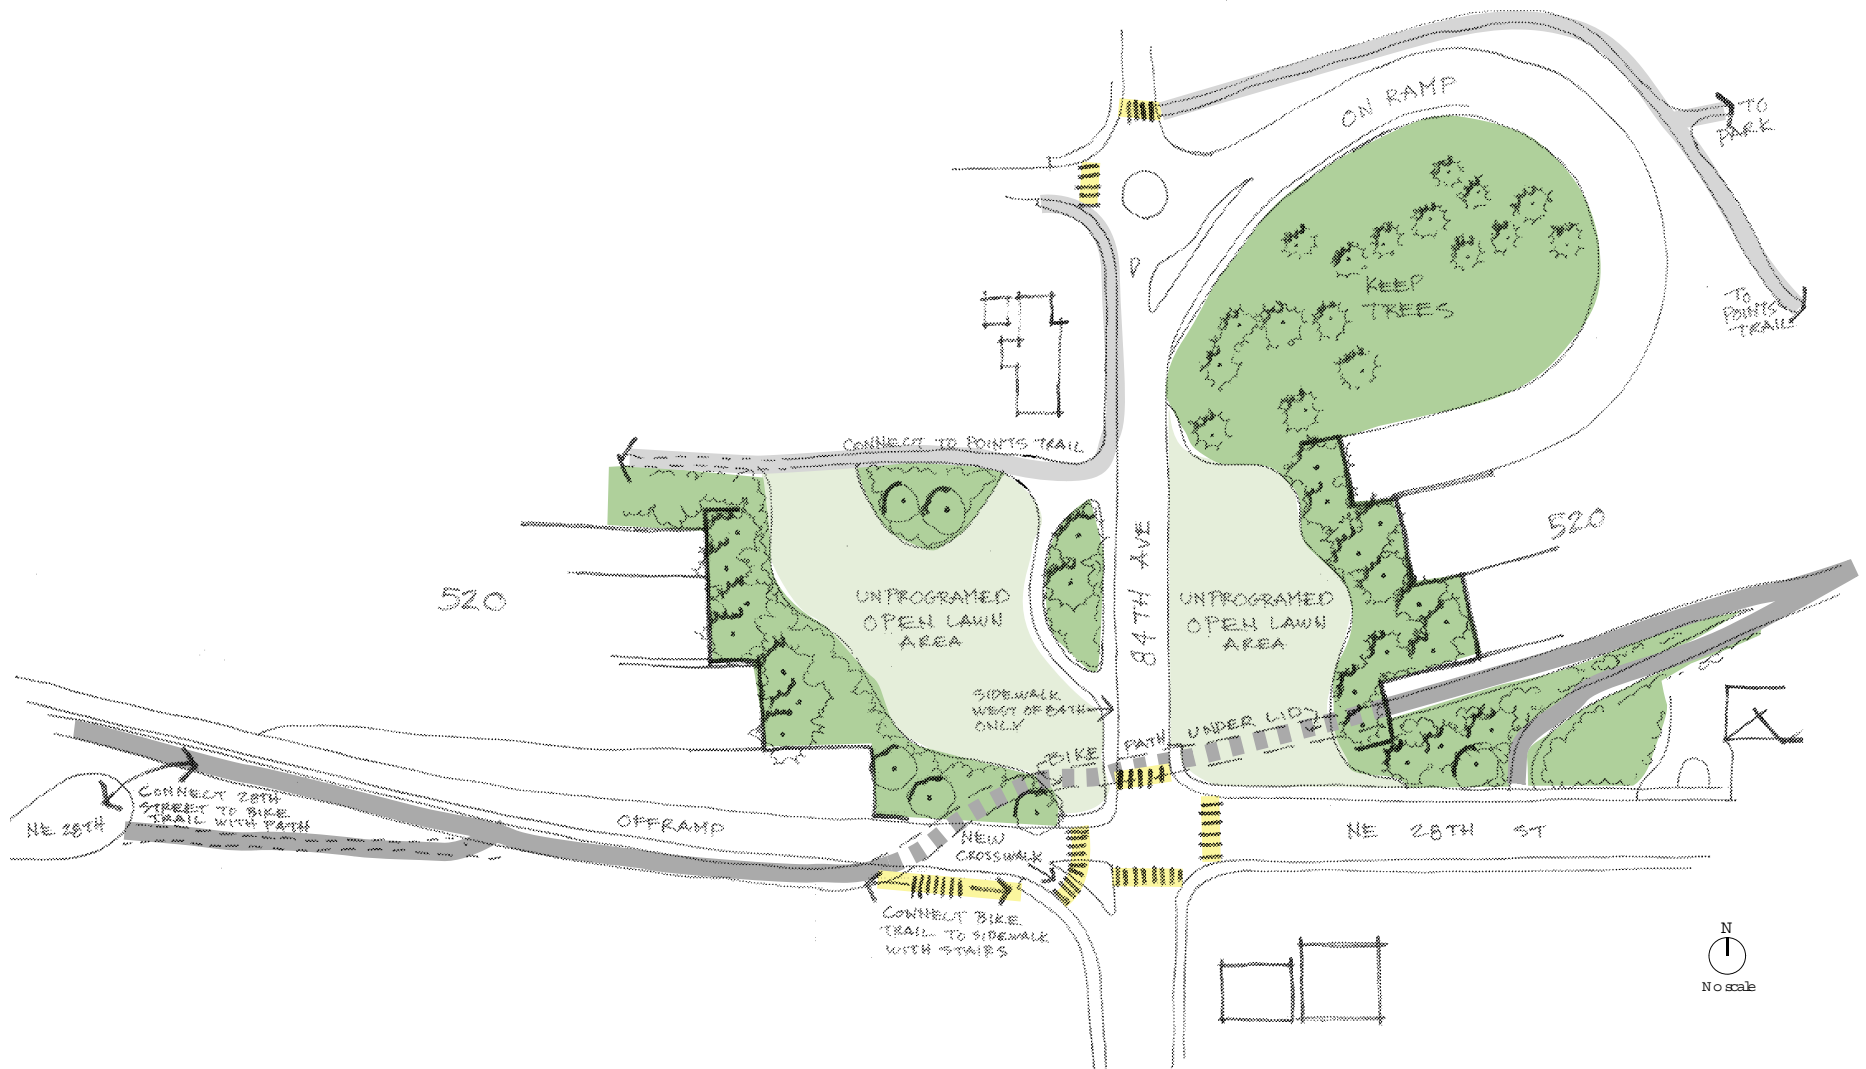 ON RAMP
TO
PARK
KEEP
TREES
TO
POINTS
TRAIL
CONNECT TO POINTS TRAIL
520
520
84TH AVE
UNPROGRAMED
OPEN LAWN
AREA
UNPROGRAMED
OPEN LAWN
AREA
SIDEWALK
WEST OF 84TH
ONLY
BIKE PATH UNDER LID
CONNECT 28TH
STREET TO BIKE
TRAIL WITH PATH
NE 28TH
OFFRAMP
NEW
CROSSWALK
NE 28TH ST
CONNECT BIKE
TRAIL TO SIDEWALK
WITH STAIRS
N
No scale